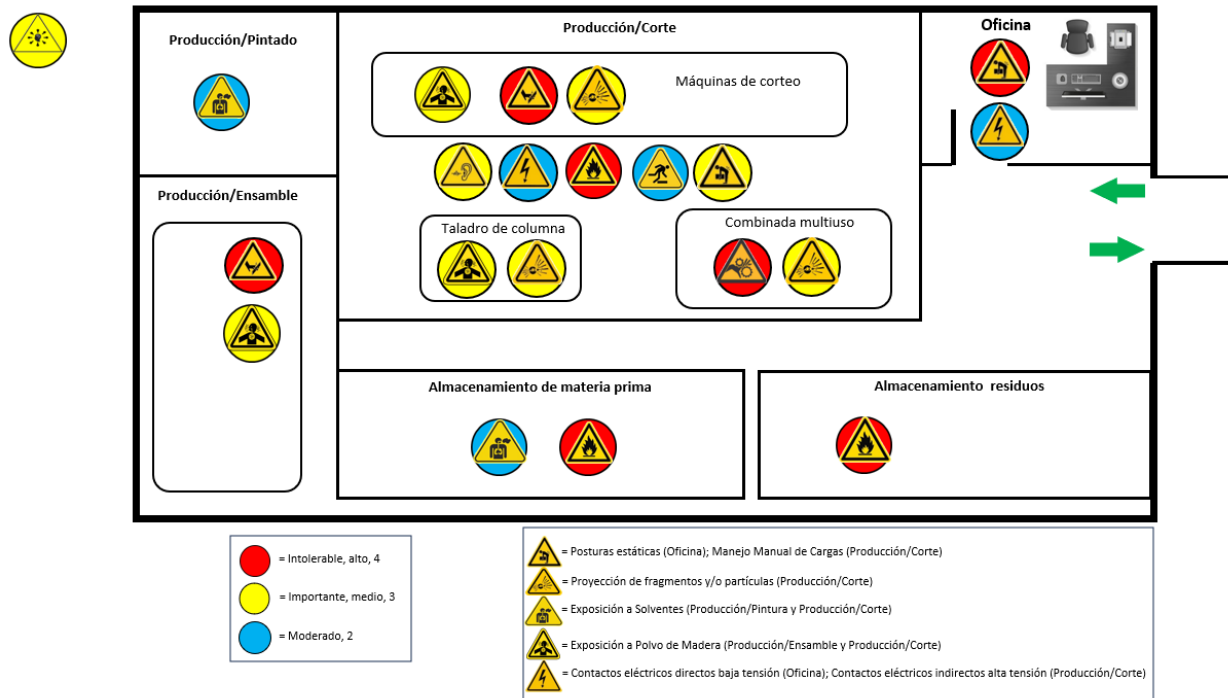 Producción/Pintado
Producción/Corte
Oficina
Máquinas de corteo
Producción/Ensamble
Taladro de columna
Combinada multiuso
Almacenamiento de materia prima
Almacenamiento residuos
= Intolerable, alto, 4
= Importante, medio, 3
= Moderado, 2
= Posturas estáticas (Oficina); Manejo Manual de Cargas (Producción/Corte)
= Proyección de fragmentos y/o partículas (Producción/Corte)
= Exposición a Solventes (Producción/Pintura y Producción/Corte)
= Exposición a Polvo de Madera (Producción/Ensamble y Producción/Corte)
= Contactos eléctricos directos baja tensión (Oficina); Contactos eléctricos indirectos alta tensión (Producción/Corte)